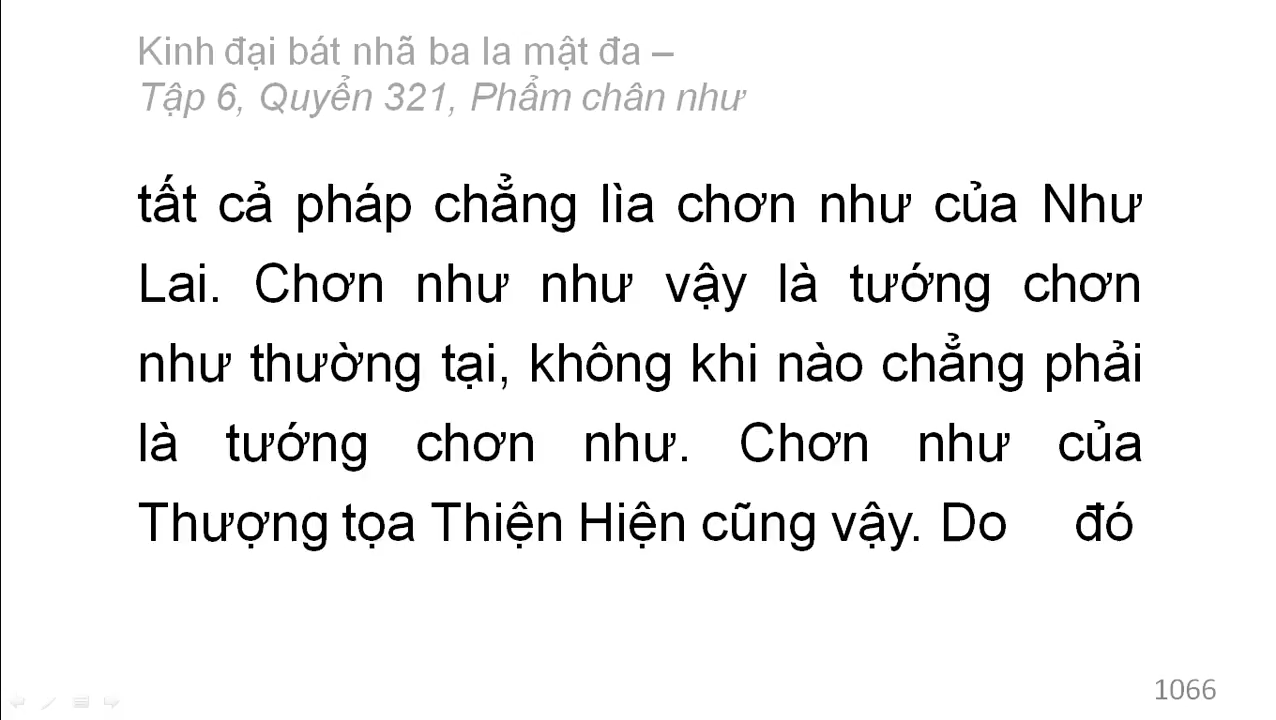 Kinh đại bát nhã ba la mật đa –
Tập 6, Quyển 321, Phẩm chân như
tất cả pháp chẳng lìa chơn như của Như
Lai. Chơn như như vậy là tướng chơn
như thường tại, không khi nào chẳng phải
là tướng chơn như. Chơn như của
Thượng tọa Thiện Hiện cũng vậy. Do đó
1066